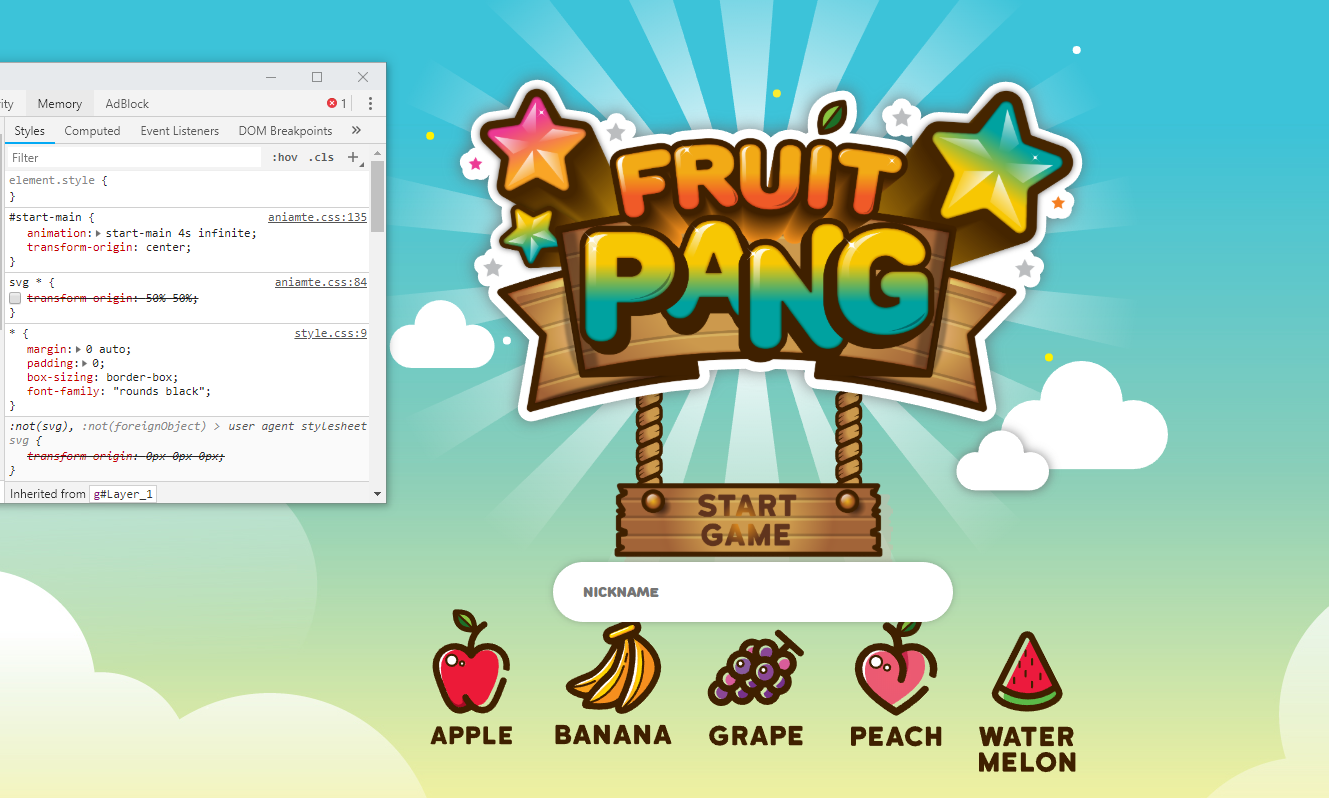 ity Memory AdBlock 1
Styles Computed Event Listeners DOM Breakpoints »
Filter :hov .cls +
element.style {
}
#start-main { aniamte.css:135
animation: start-main 4s infinite;
transform-origin: center;
}
svg * { aniamte.css:84
transform-origin: 50% 50%;
}
* { style.css:9
margin: 0 auto;
padding: 0;
box-sizing: border-box;
font-family: "rounds black";
}
:not(svg), :not(foreignObject) > user agent stylesheet
svg {
transform-origin: 0px 0px 0px;
}
Inherited from g#Layer_1
FRUIT
PANG
START
GAME
NICKNAME
APPLE BANANA GRAPE PEACH WATER
MELON